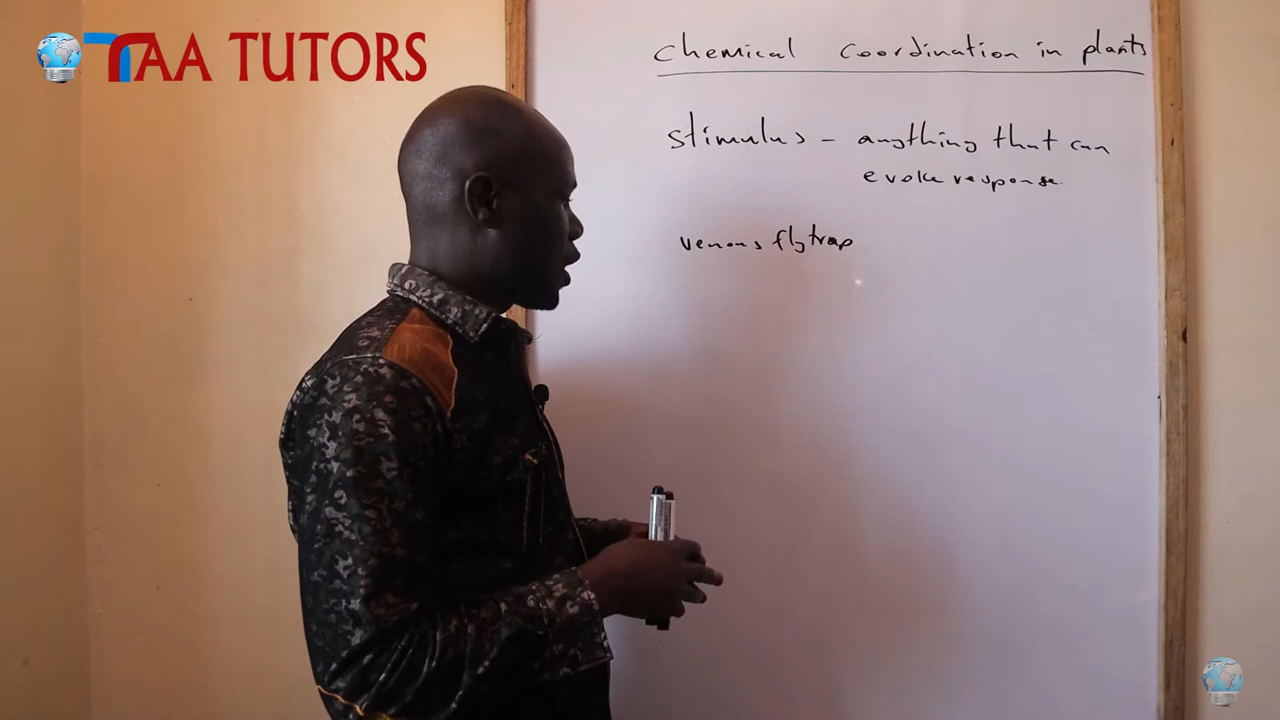 TAA TUTORS
chemical coordination in plants
stimulus - anything that can
evoke response.
venous flytrap